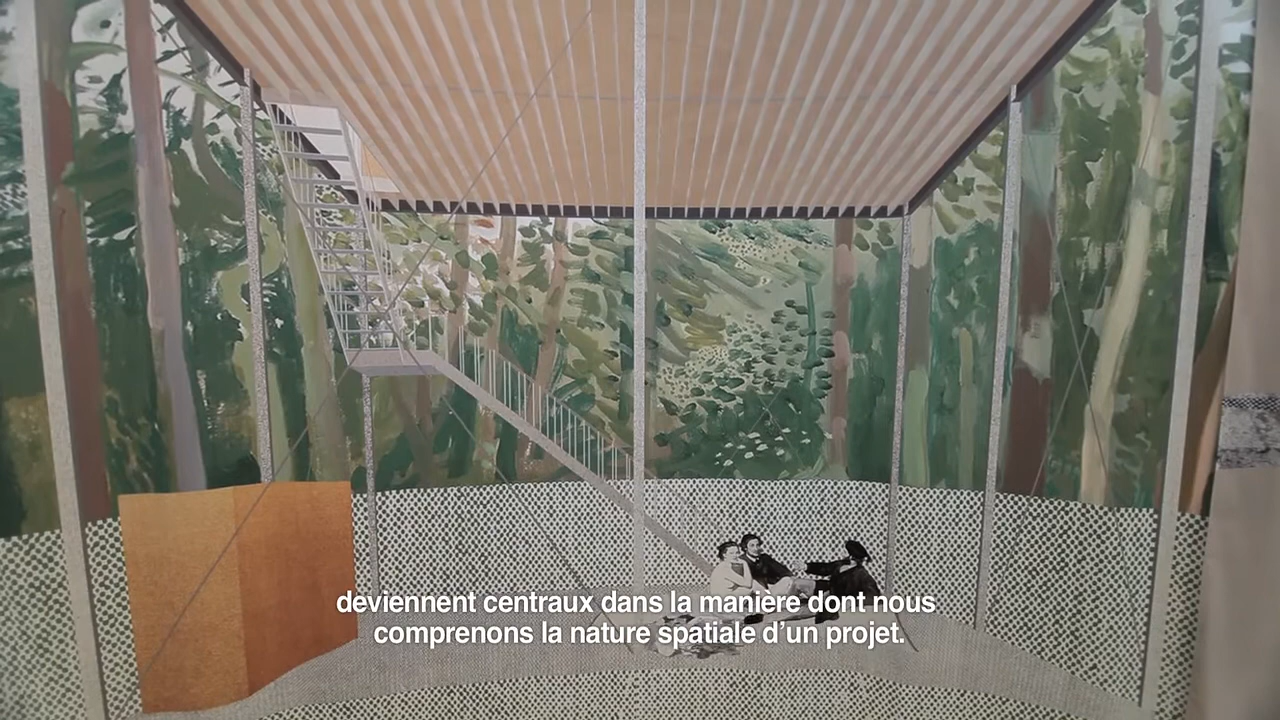 deviennent centraux dans la manière dont nous
comprenons la nature spatiale d’un projet.